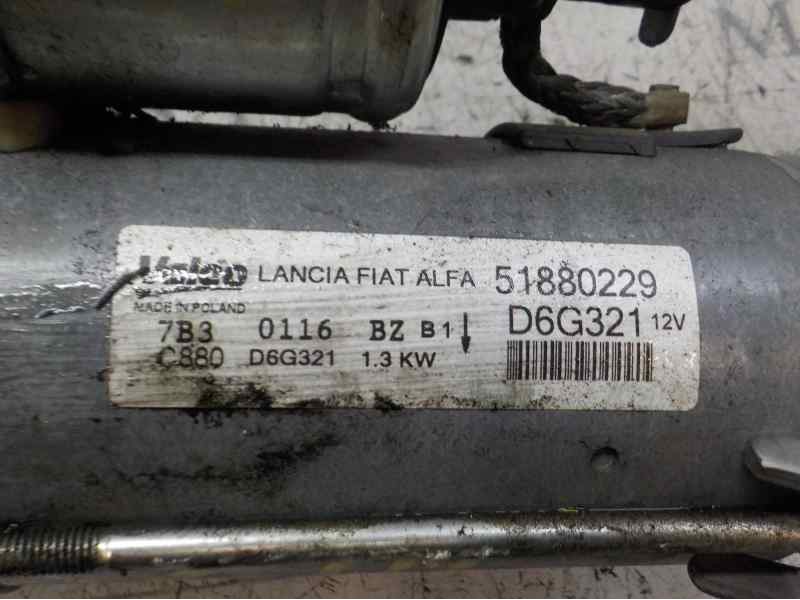 Valeo LANCIA FIAT ALFA 51880229
MADE IN POLAND
7B3 0116 BZ B1 D6G321 12V
C880 D6G321 1.3 KW